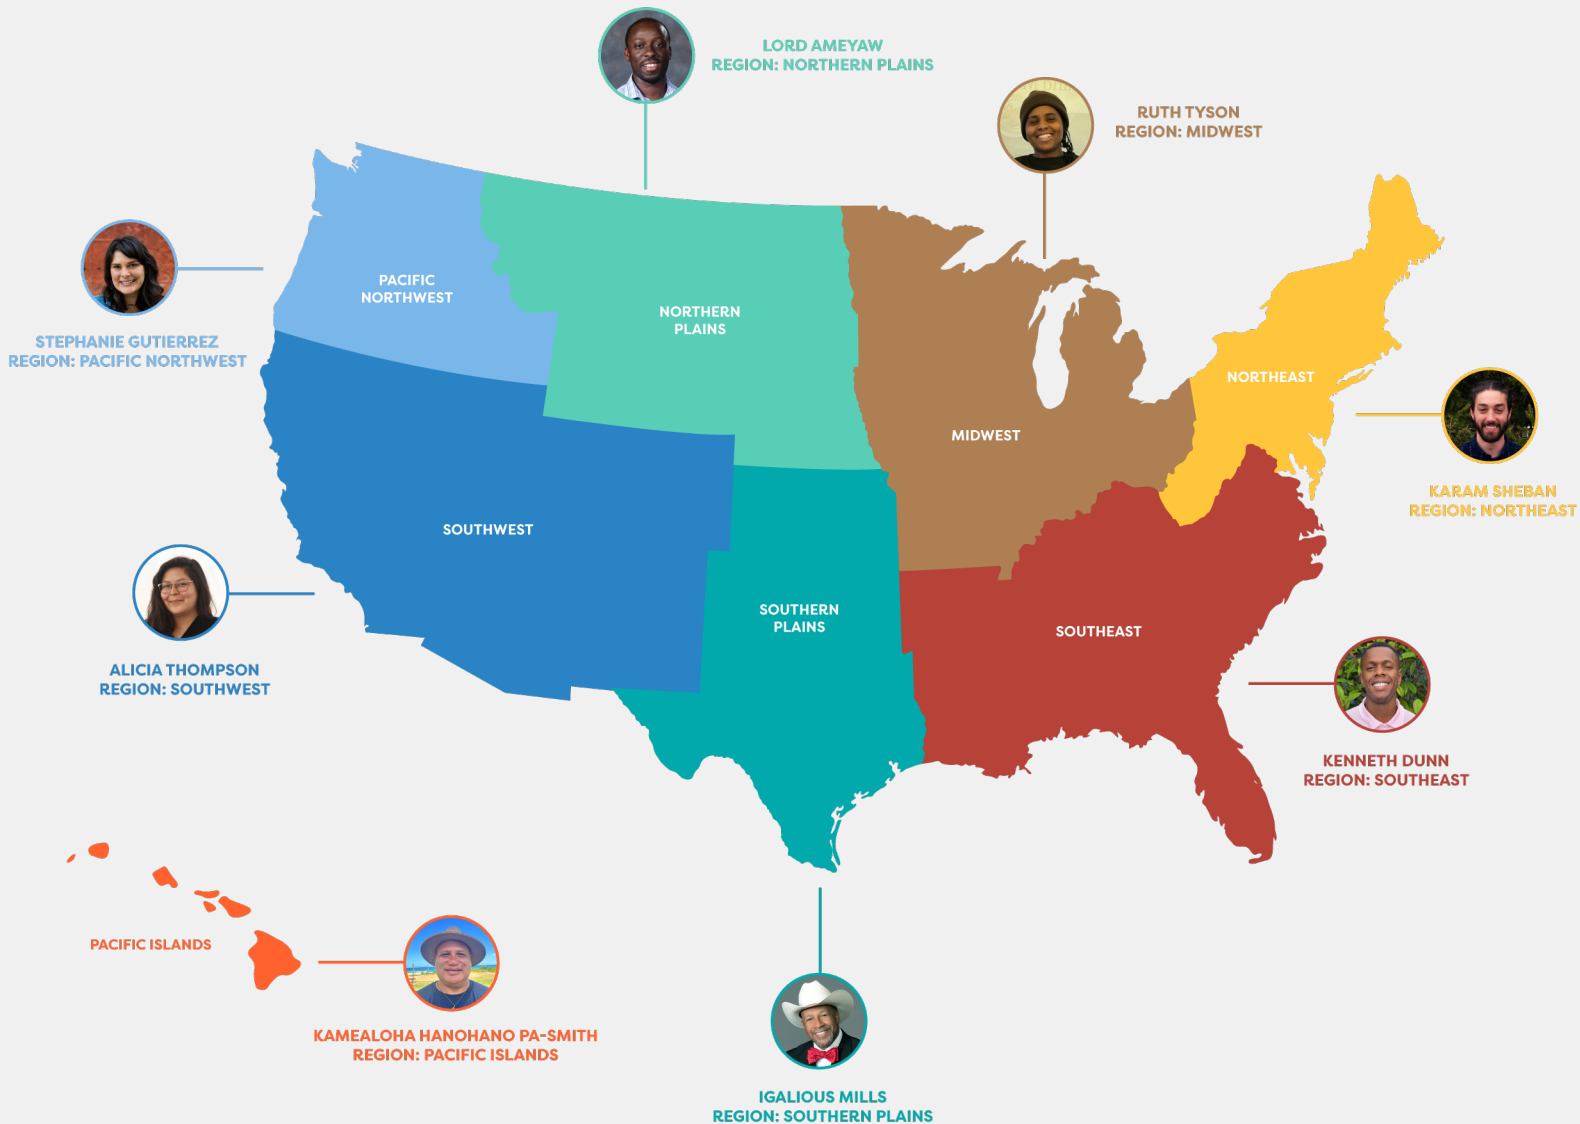 LORD AMEYAW
REGION: NORTHERN PLAINS
RUTH TYSON
REGION: MIDWEST
PACIFIC
NORTHWEST
NORTHERN
PLAINS
STEPHANIE GUTIERREZ
REGION: PACIFIC NORTHWEST
NORTHEAST
MIDWEST
KARAM SHEBAN
REGION: NORTHEAST
SOUTHWEST
SOUTHERN
PLAINS
SOUTHEAST
ALICIA THOMPSON
REGION: SOUTHWEST
KENNETH DUNN
REGION: SOUTHEAST
PACIFIC ISLANDS
KAMEALOHA HANOHANO PA-SMITH
REGION: PACIFIC ISLANDS
IGALIOUS MILLS
REGION: SOUTHERN PLAINS